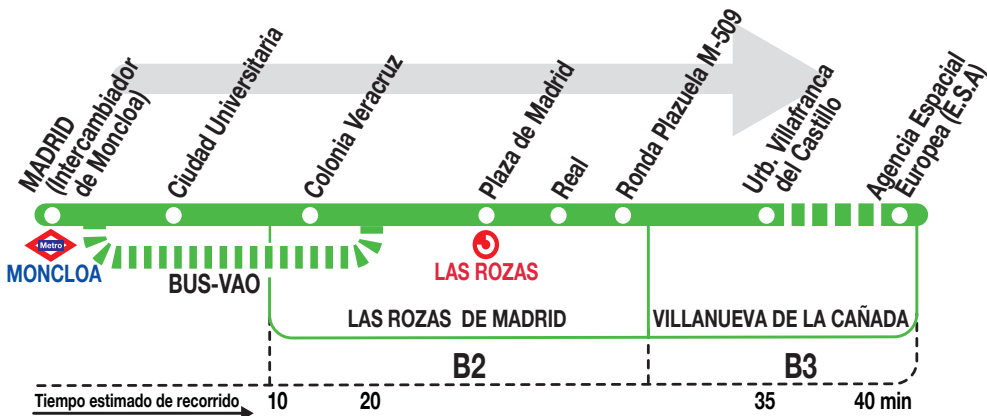 MADRID
(Intercambiador
de Moncloa)
Ciudad Universitaria
Colonia Veracruz
Plaza de Madrid
Real
Ronda Plazuela M-509
Urb. Villafranca
del Castillo
Agencia Espacial
Europea (E.S.A)
Metro
MONCLOA
BUS-VAO
LAS ROZAS
LAS ROZAS DE MADRID
VILLANUEVA DE LA CAÑADA
B2
B3
Tiempo estimado de recorrido 10 20 35 40 min